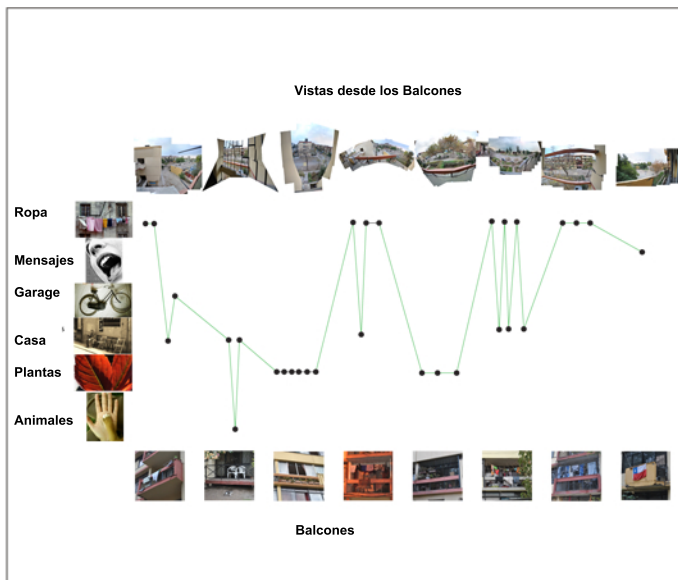 Vistas desde los Balcones
Ropa
Mensajes
Garage
Casa
Plantas
Animales
Balcones